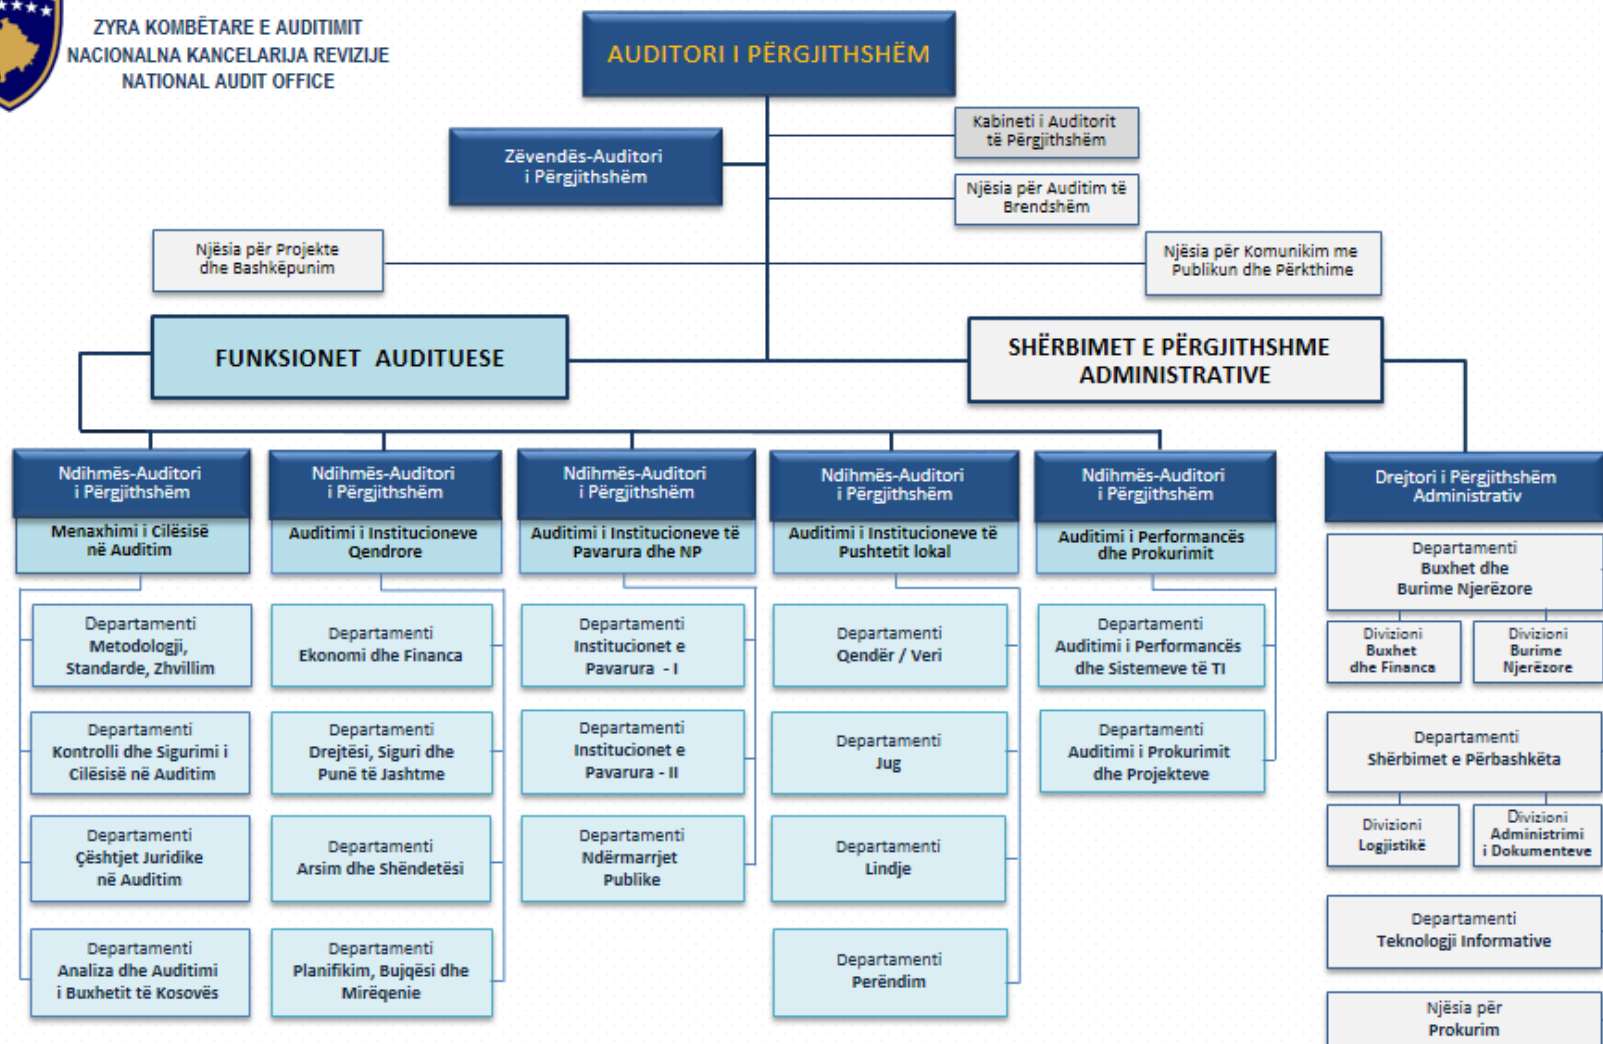 ZYRA KOMBËTARE E AUDITIMIT
NACIONALNA KANCELARIJA REVIZIJE
NATIONAL AUDIT OFFICE
AUDITORI I PËRGJITHSHËM
Kabineti i Auditorit
të Përgjithshëm
Zëvendës-Auditori
i Përgjithshëm
Njësia për Auditim të
Brendshëm
Njësia për Projekte
dhe Bashkëpunim
Njësia për Komunikim me
Publikun dhe Përkthime
FUNKSIONET AUDITUESE
SHËRBIMET E PËRGJITHSHME
ADMINISTRATIVE
Ndihmës-Auditori
i Përgjithshëm
Menaxhimi i Cilësisë
në Auditim
Departamenti
Metodologji,
Standarde, Zhvillim
Departamenti
Kontrolli dhe Sigurimi i
Cilësisë në Auditim
Departamenti
Çështjet Juridike
në Auditim
Departamenti
Analiza dhe Auditimi
i Buxhetit të Kosovës
Ndihmës-Auditori
i Përgjithshëm
Auditimi i Institucioneve
Qendrore
Departamenti
Ekonomi dhe Financa
Departamenti
Drejtësi, Siguri dhe
Punë të Jashtme
Departamenti
Arsim dhe Shëndetësi
Departamenti
Planifikim, Bujqësi dhe
Mirëqenie
Ndihmës-Auditori
i Përgjithshëm
Auditimi i Institucioneve të
Pavarura dhe NP
Departamenti
Institucionet e
Pavarura - I
Departamenti
Institucionet e
Pavarura - II
Departamenti
Ndërmarrjet
Publike
Ndihmës-Auditori
i Përgjithshëm
Auditimi i Institucioneve të
Pushtetit lokal
Departamenti
Qendër / Veri
Departamenti
Jug
Departamenti
Lindje
Departamenti
Perëndim
Ndihmës-Auditori
i Përgjithshëm
Auditimi i Performancës
dhe Prokurimit
Departamenti
Auditimi i Performancës
dhe Sistemeve të TI
Departamenti
Auditimi i Prokurimit
dhe Projekteve
Drejtori i Përgjithshëm
Administrativ
Departamenti
Buxhet dhe
Burime Njerëzore
Divizioni
Buxhet
dhe Financa
Divizioni
Burime
Njerëzore
Departamenti
Shërbimet e Përbashkëta
Divizioni
Logjistikë
Divizioni
Administrimi
i Dokumenteve
Departamenti
Teknologji Informative
Njësia për
Prokurim